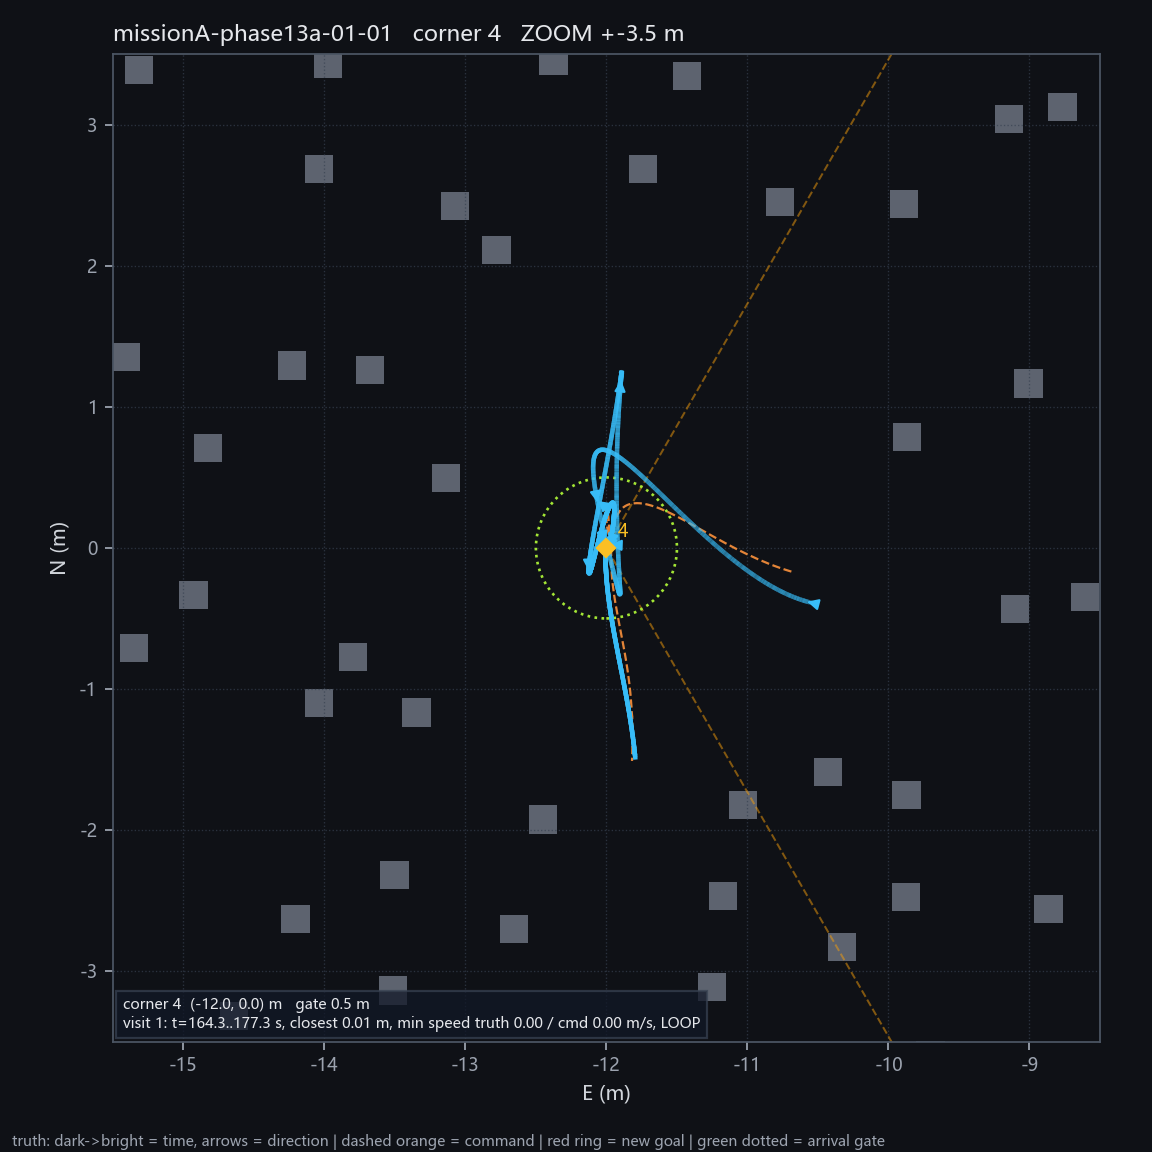 missionA-phase13a-01-01   corner 4   ZOOM +-3.5 m
3
2
1
0
-1
-2
-3
N (m)
4
corner 4  (-12.0, 0.0) m   gate 0.5 m
visit 1: t=164.3..177.3 s, closest 0.01 m, min speed truth 0.00 / cmd 0.00 m/s, LOOP
-15
-14
-13
-12
-11
-10
-9
E (m)
truth: dark->bright = time, arrows = direction | dashed orange = command | red ring = new goal | green dotted = arrival gate